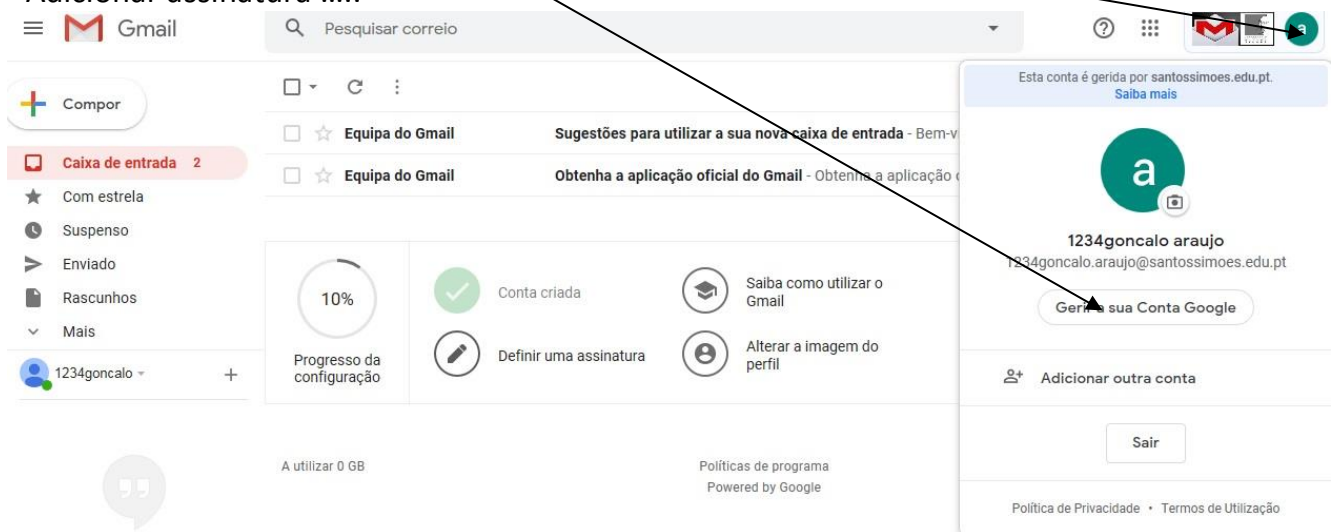 Adicionar assinatura ....
Gmail
Pesquisar correio
a
Compor
Caixa de entrada 2
Com estrela
Suspenso
Enviado
Rascunhos
Mais
1234goncalo
Equipa do Gmail Sugestões para utilizar a sua nova caixa de entrada - Bem-v
Equipa do Gmail Obtenha a aplicação oficial do Gmail - Obtenha a aplicação
10%
Progresso da
configuração
Conta criada
Definir uma assinatura
Saiba como utilizar o
Gmail
Alterar a imagem do
perfil
A utilizar 0 GB
Políticas de programa
Powered by Google
Esta conta é gerida por santossimoes.edu.pt.
Saiba mais
a
1234goncalo araujo
1234goncalo.araujo@santossimoes.edu.pt
Gerir a sua Conta Google
Adicionar outra conta
Sair
Política de Privacidade • Termos de Utilização